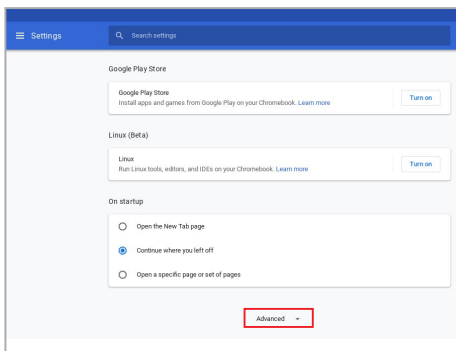 Settings
Search settings
Google Play Store
Google Play Store
Install apps and games from Google Play on your Chromebook. Learn more
Turn on
Linux (Beta)
Linux
Run Linux tools, editors, and IDEs on your Chromebook. Learn more
Turn on
On startup
Open the New Tab page
Continue where you left off
Open a specific page or set of pages
Advanced